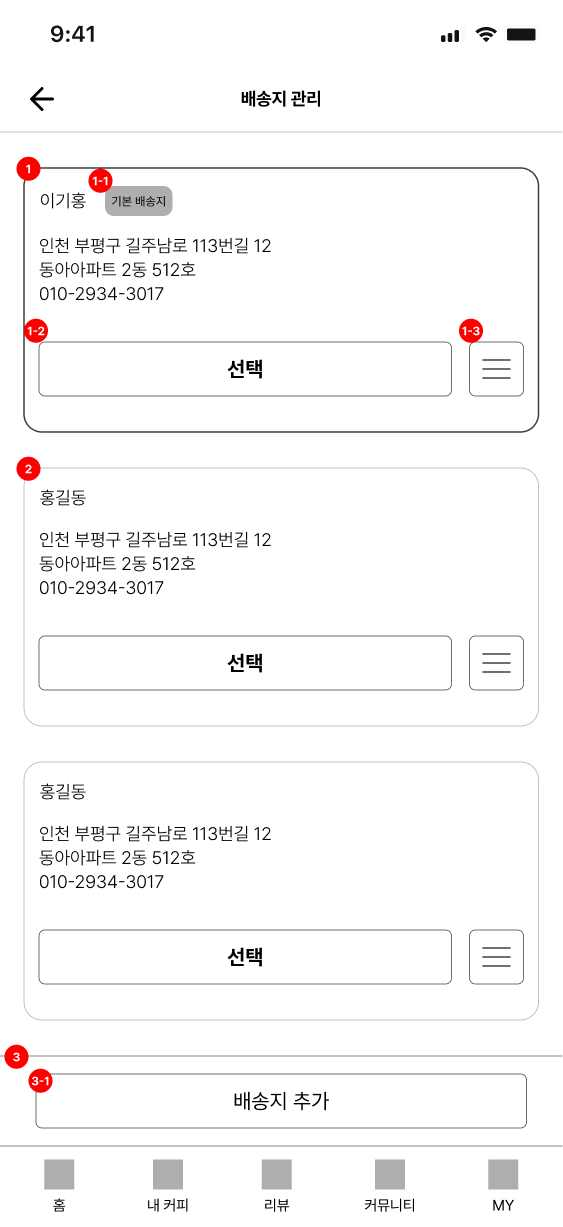 9:41
배송지 관리
1
1-1
이기홍
기본 배송지
인천 부평구 길주남로 113번길 12
동아아파트 2동 512호
010-2934-3017
1-2
1-3
선택
2
홍길동
인천 부평구 길주남로 113번길 12
동아아파트 2동 512호
010-2934-3017
선택
홍길동
인천 부평구 길주남로 113번길 12
동아아파트 2동 512호
010-2934-3017
선택
3
3-1
배송지 추가
홈
내 커피
리뷰
커뮤니티
MY